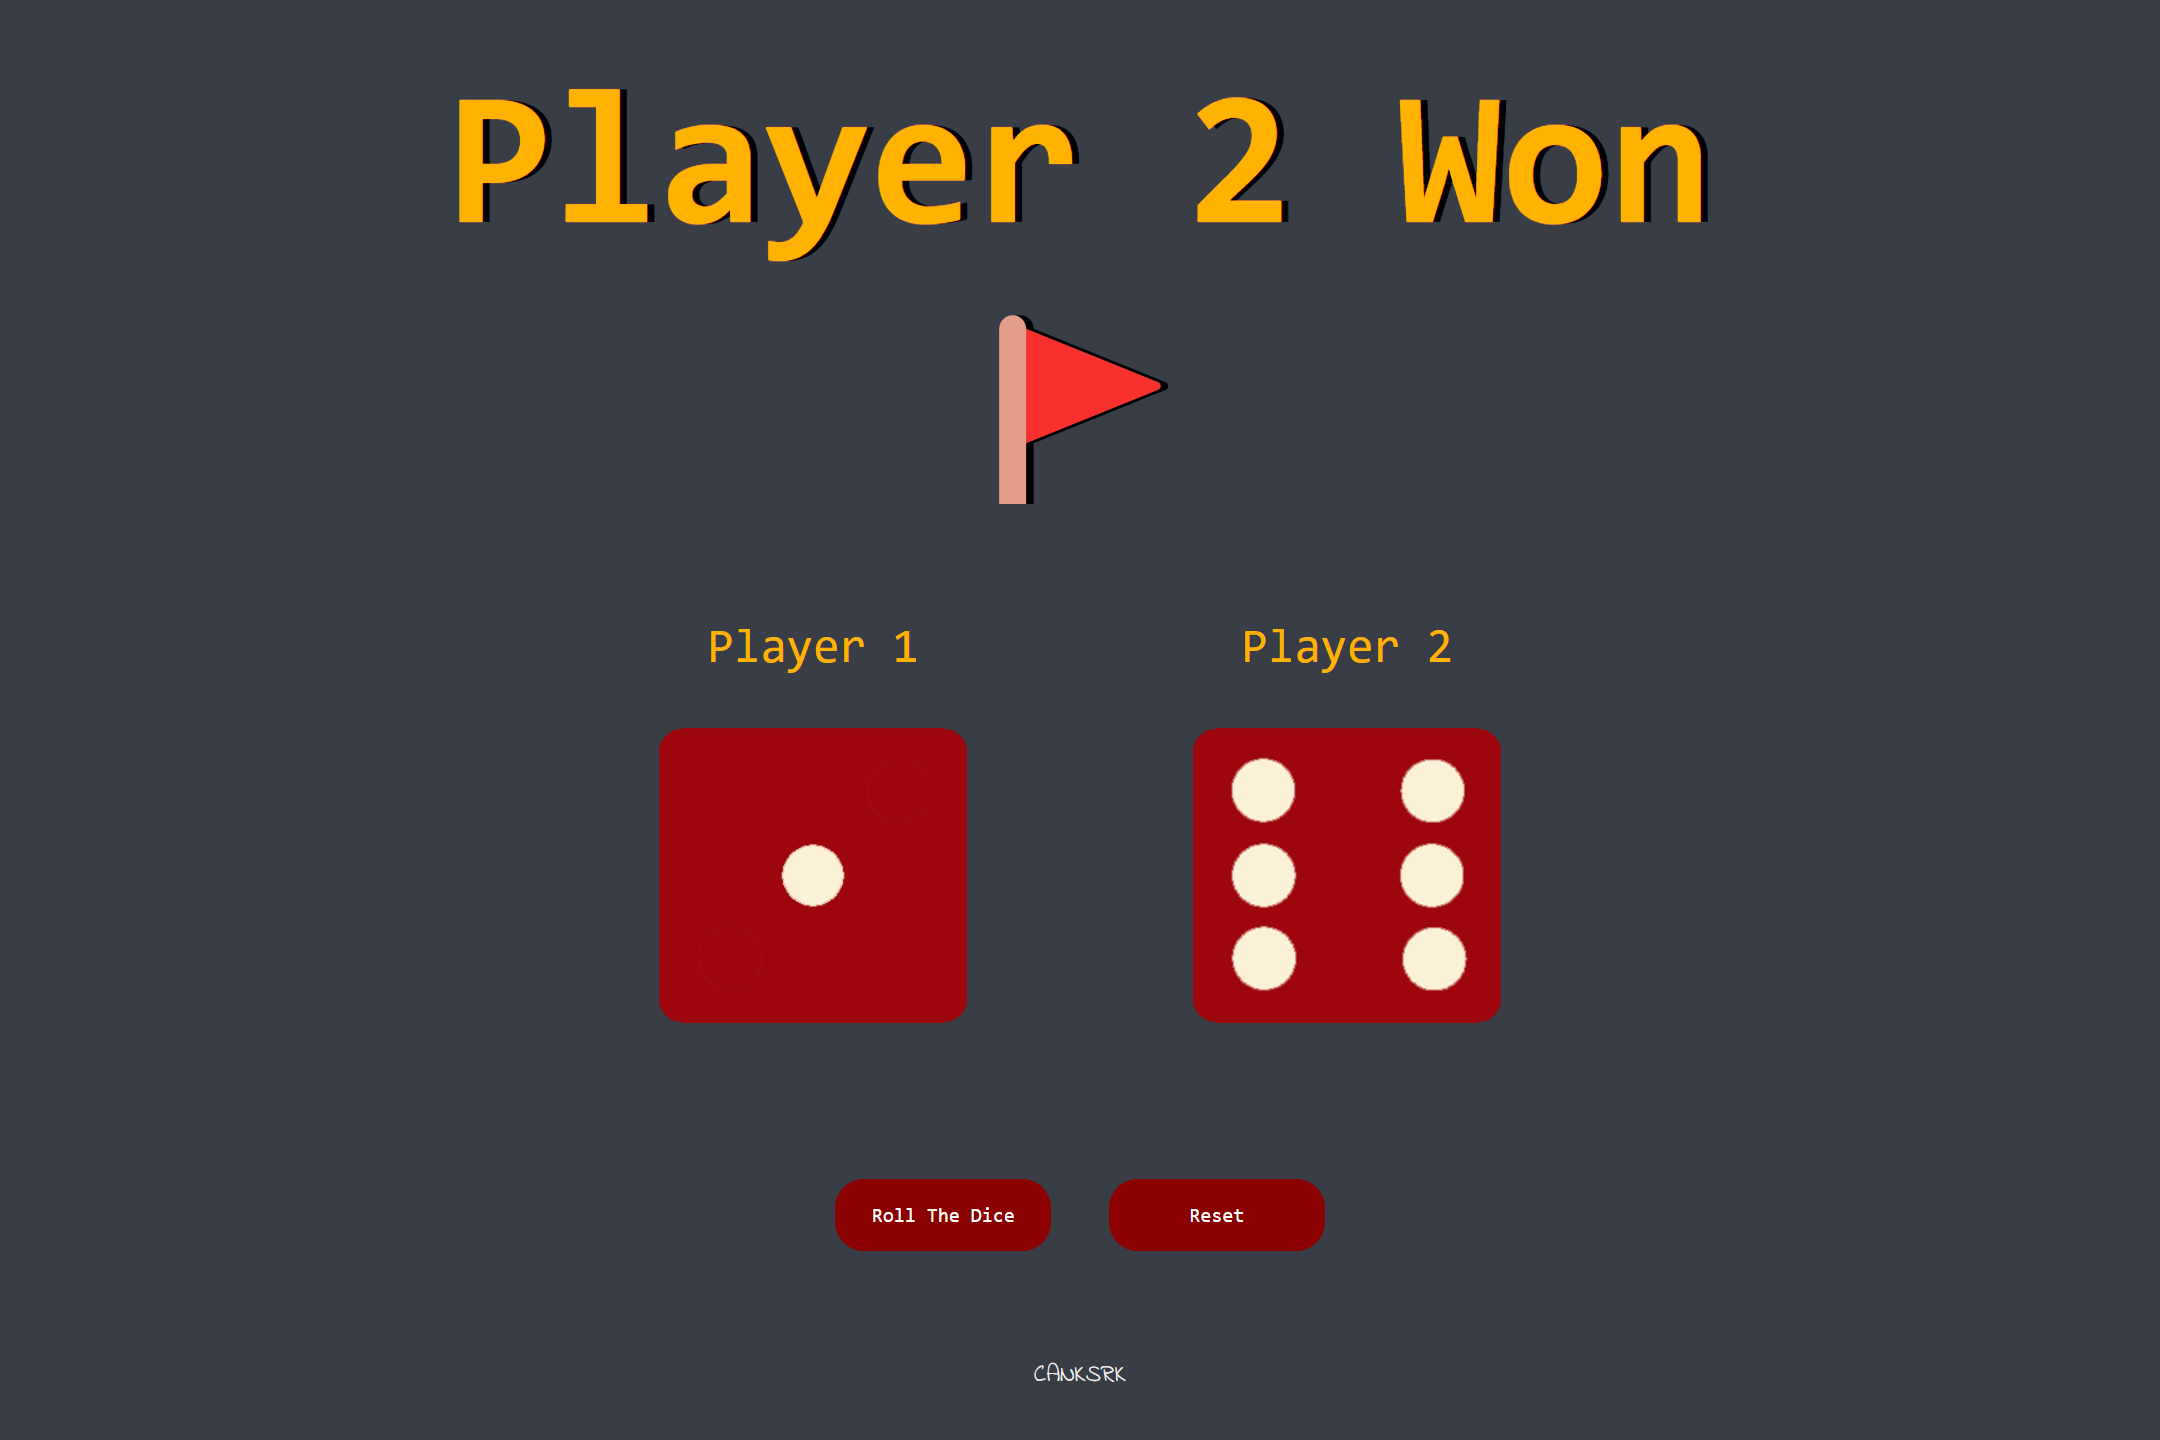 Player 2 Won
Player 1
Player 2
Roll The Dice
Reset
CANKSRK